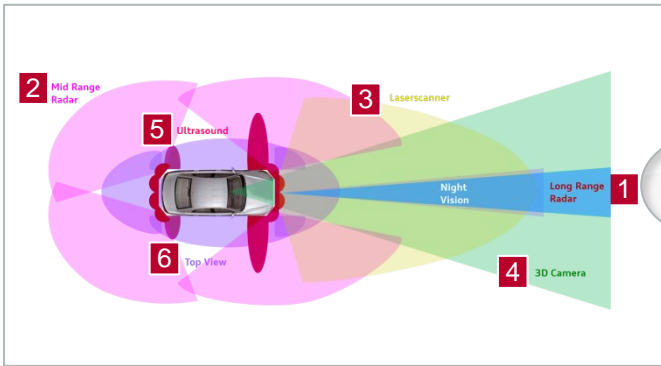 2
Mid Range
Radar
3
Laserscanner
5
Ultrasound
Night
Vision
Long Range
Radar
1
6
Top View
4
3D Camera